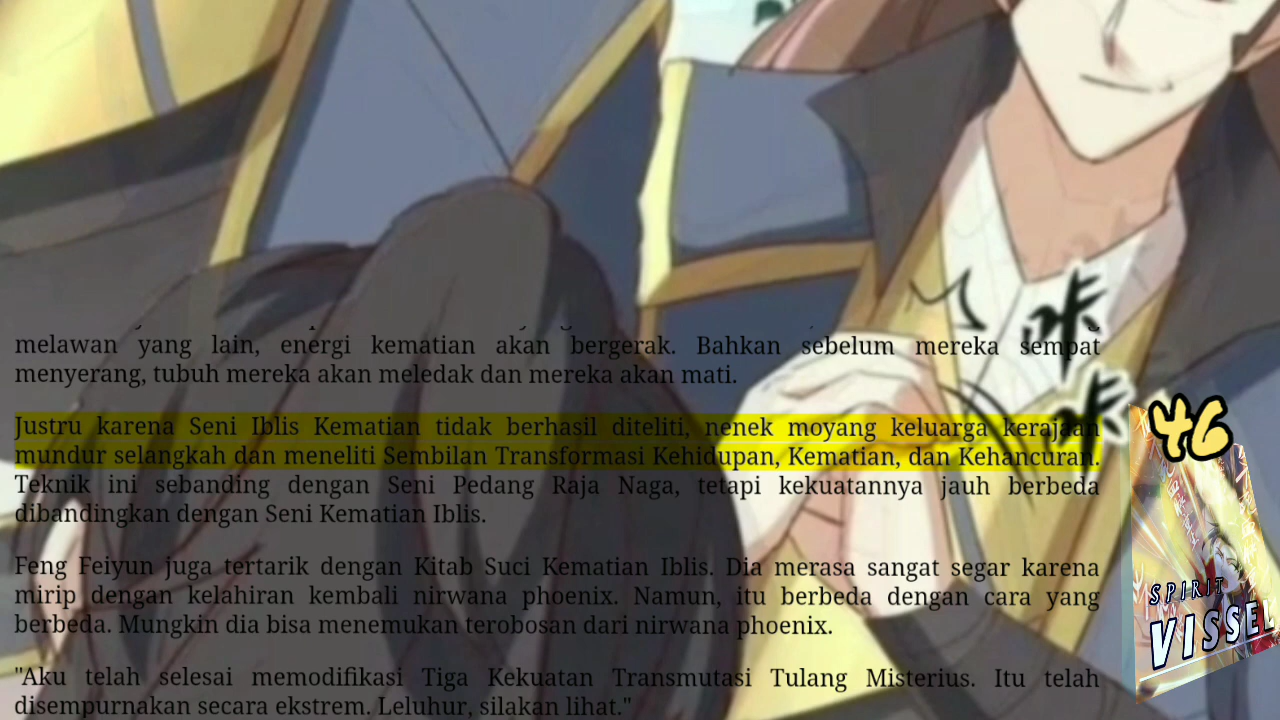 melawan yang lain, energi kematian akan bergerak. Bahkan sebelum mereka sempat
menyerang, tubuh mereka akan meledak dan mereka akan mati.
Justru karena Seni Iblis Kematian tidak berhasil diteliti, nenek moyang keluarga kerajaan
mundur selangkah dan meneliti Sembilan Transformasi Kehidupan, Kematian, dan Kehancuran.
Teknik ini sebanding dengan Seni Pedang Raja Naga, tetapi kekuatannya jauh berbeda
dibandingkan dengan Seni Kematian Iblis.
Feng Feiyun juga tertarik dengan Kitab Suci Kematian Iblis. Dia merasa sangat segar karena
mirip dengan kelahiran kembali nirwana phoenix. Namun, itu berbeda dengan cara yang
berbeda. Mungkin dia bisa menemukan terobosan dari nirwana phoenix.
"Aku telah selesai memodifikasi Tiga Kekuatan Transmutasi Tulang Misterius. Itu telah
disempurnakan secara ekstrem. Leluhur, silakan lihat."
咔
咔
46
SPIRIT
VISSEL